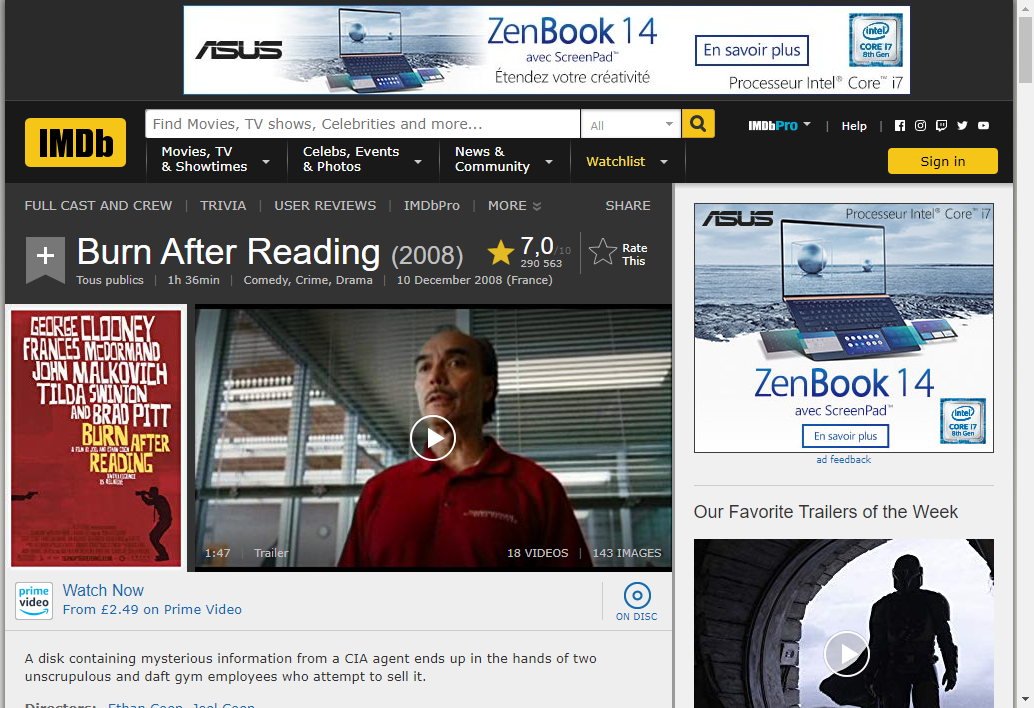 ASUS
ZenBook 14
avec ScreenPad™
Étendez votre créativité
En savoir plus
intel
CORE i7
8th Gen
Processeur Intel® Core™ i7
IMDb
Find Movies, TV shows, Celebrities and more...
All
IMDbPro
Help
Movies, TV
& Showtimes
Celebs, Events
& Photos
News &
Community
Watchlist
Sign in
FULL CAST AND CREW | TRIVIA | USER REVIEWS | IMDbPro | MORE
SHARE
Burn After Reading (2008)
7,0/10
290 563
Rate
This
Tous publics | 1h 36min | Comedy, Crime, Drama | 10 December 2008 (France)
GEORGE CLOONEY
FRANCES McDORMAND
JOHN MALKOVICH
TILDA SWINTON
AND BRAD PITT
BURN AFTER
A FILM BY JOEL AND ETHAN COEN
READING
INTELLIGENCE
IS RELATIVE
1:47 | Trailer
18 VIDEOS | 143 IMAGES
prime
video
Watch Now
From £2.49 on Prime Video
ON DISC
A disk containing mysterious information from a CIA agent ends up in the hands of two
unscrupulous and daft gym employees who attempt to sell it.
Directors: Ethan Coen, Joel Coen
ASUS
Processeur Intel® Core™ i7
ZenBook 14
avec ScreenPad™
En savoir plus
intel
CORE i7
8th Gen
ad feedback
Our Favorite Trailers of the Week